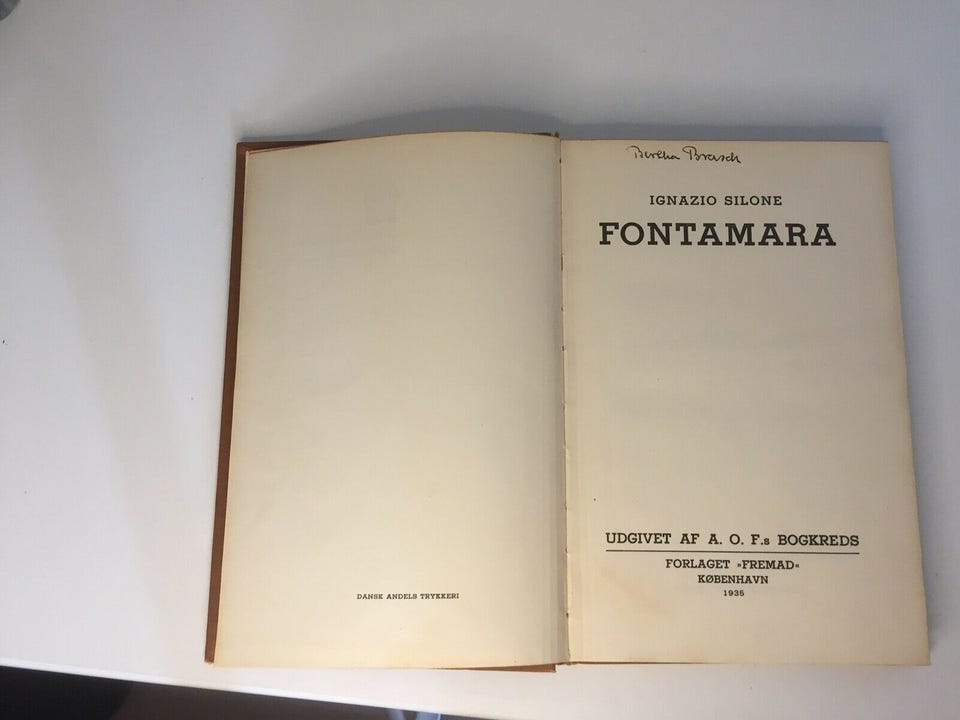 DANSK ANDELS TRYKKERI
Bertha Brasch
IGNAZIO SILONE
FONTAMARA
UDGIVET AF A. O. F.s BOGKREDS
FORLAGET »FREMAD«
KØBENHAVN
1935